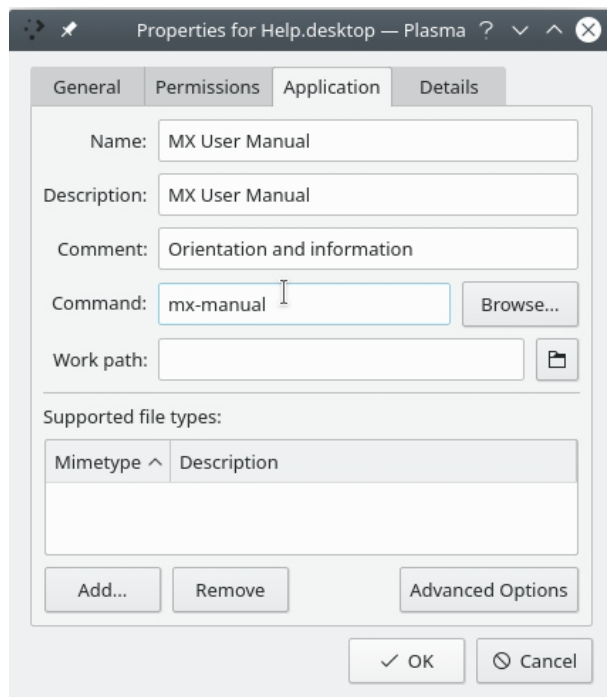 Properties for Help.desktop — Plasma ?
General Permissions Application Details
Name: MX User Manual
Description: MX User Manual
Comment: Orientation and information
Command: mx-manual Browse...
Work path:
Supported file types:
Mimetype Description
Add... Remove Advanced Options
OK Cancel